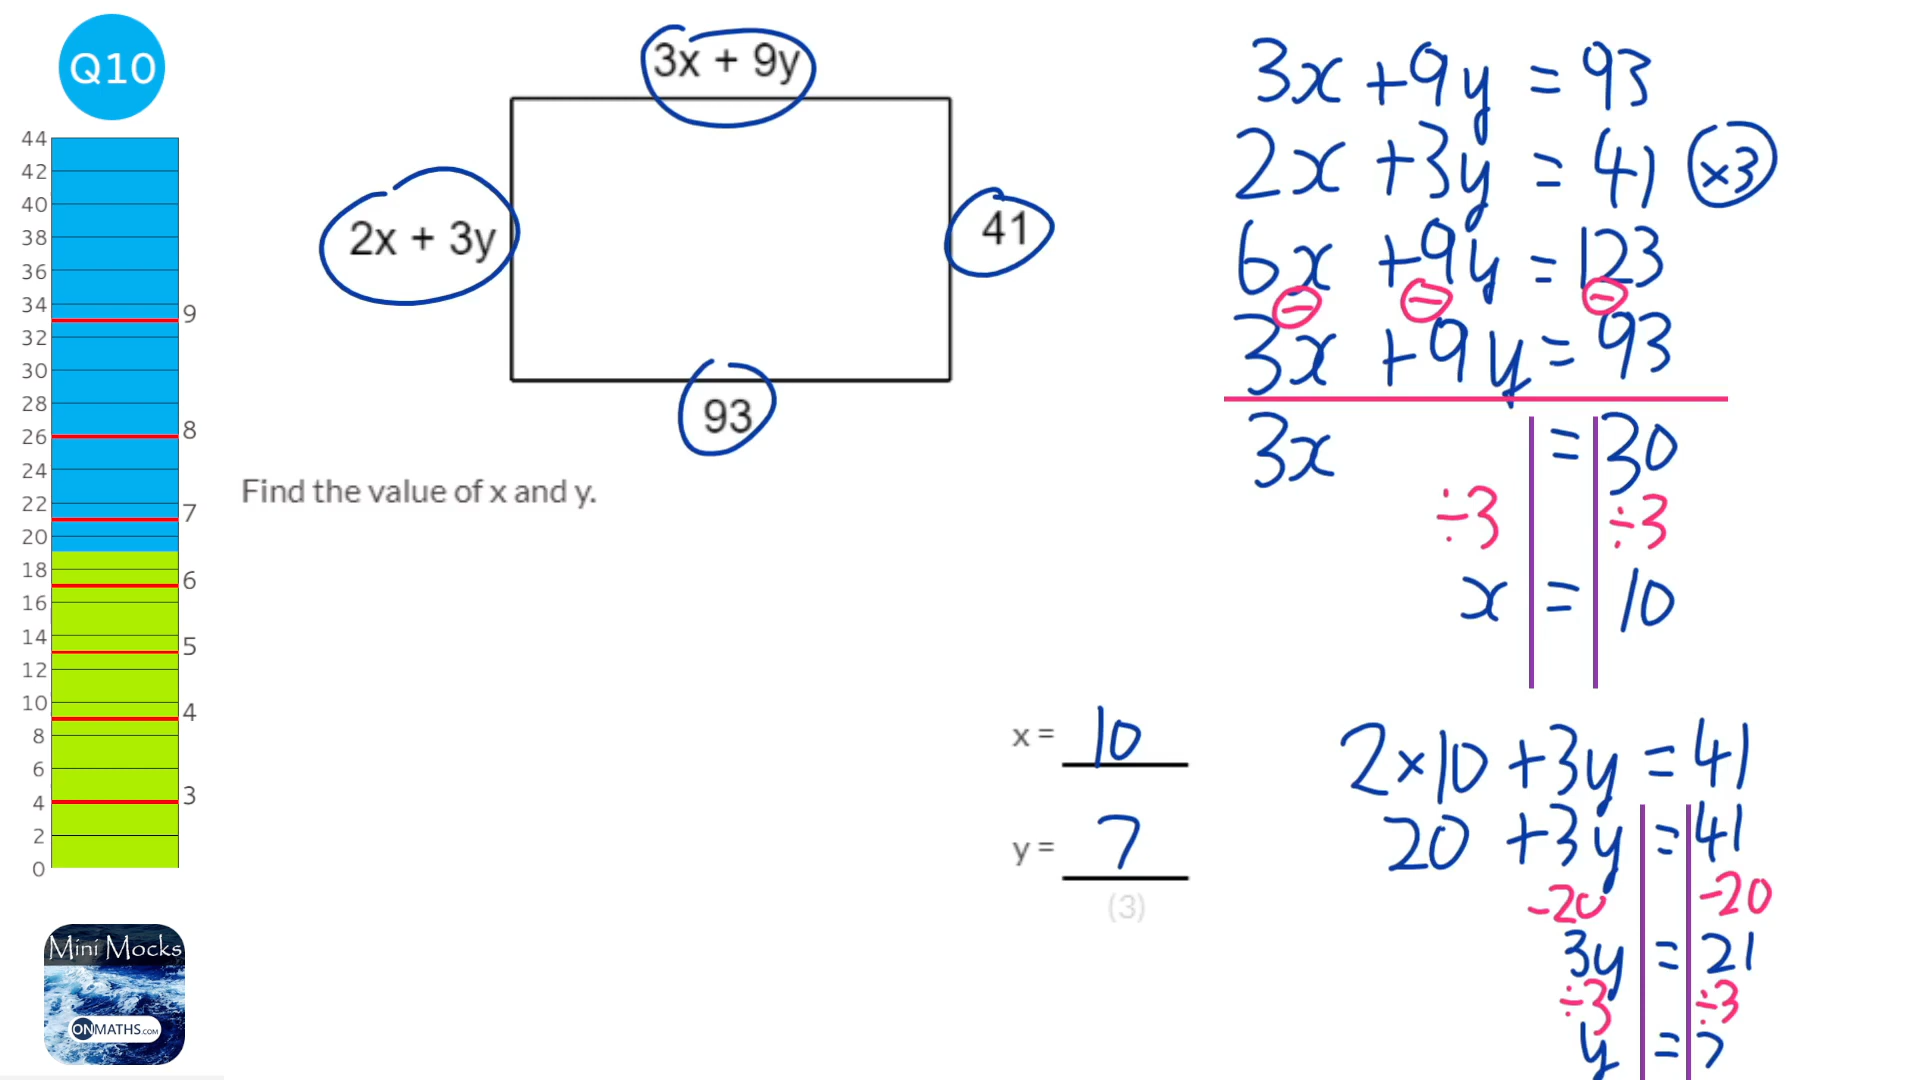 Q10
44
42
40
38
36
34
32
30
28
26
24
22
20
18
16
14
12
10
8
6
4
2
0
9
8
7
6
5
4
3
Mini Mocks
ONMATHS.COM
3x + 9y
2x + 3y
41
93
Find the value of x and y.
x = 10
y = 7
(3)
3x + 9y = 93
2x + 3y = 41 ×3
6x + 9y = 123
− − −
3x + 9y = 93
3x = 30
÷3 ÷3
x = 10
2×10 + 3y = 41
20 + 3y = 41
-20 -20
3y = 21
÷3 ÷3
y = 7